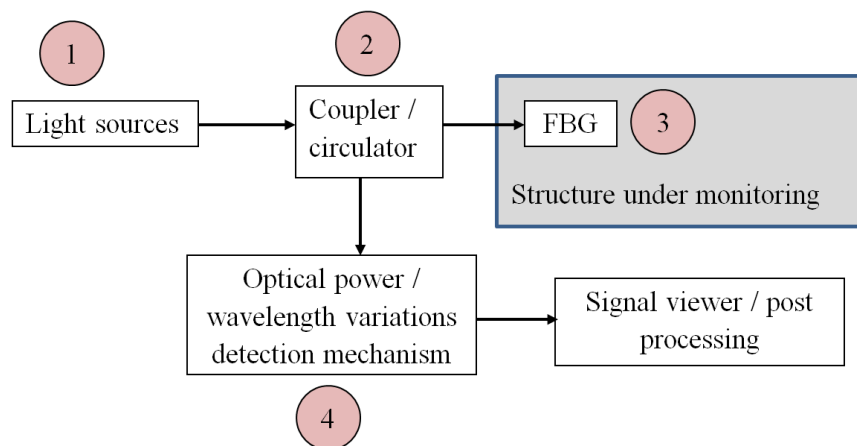 1
2
Light sources
Coupler /
circulator
FBG
3
Structure under monitoring
Optical power /
wavelength variations
detection mechanism
Signal viewer / post
processing
4